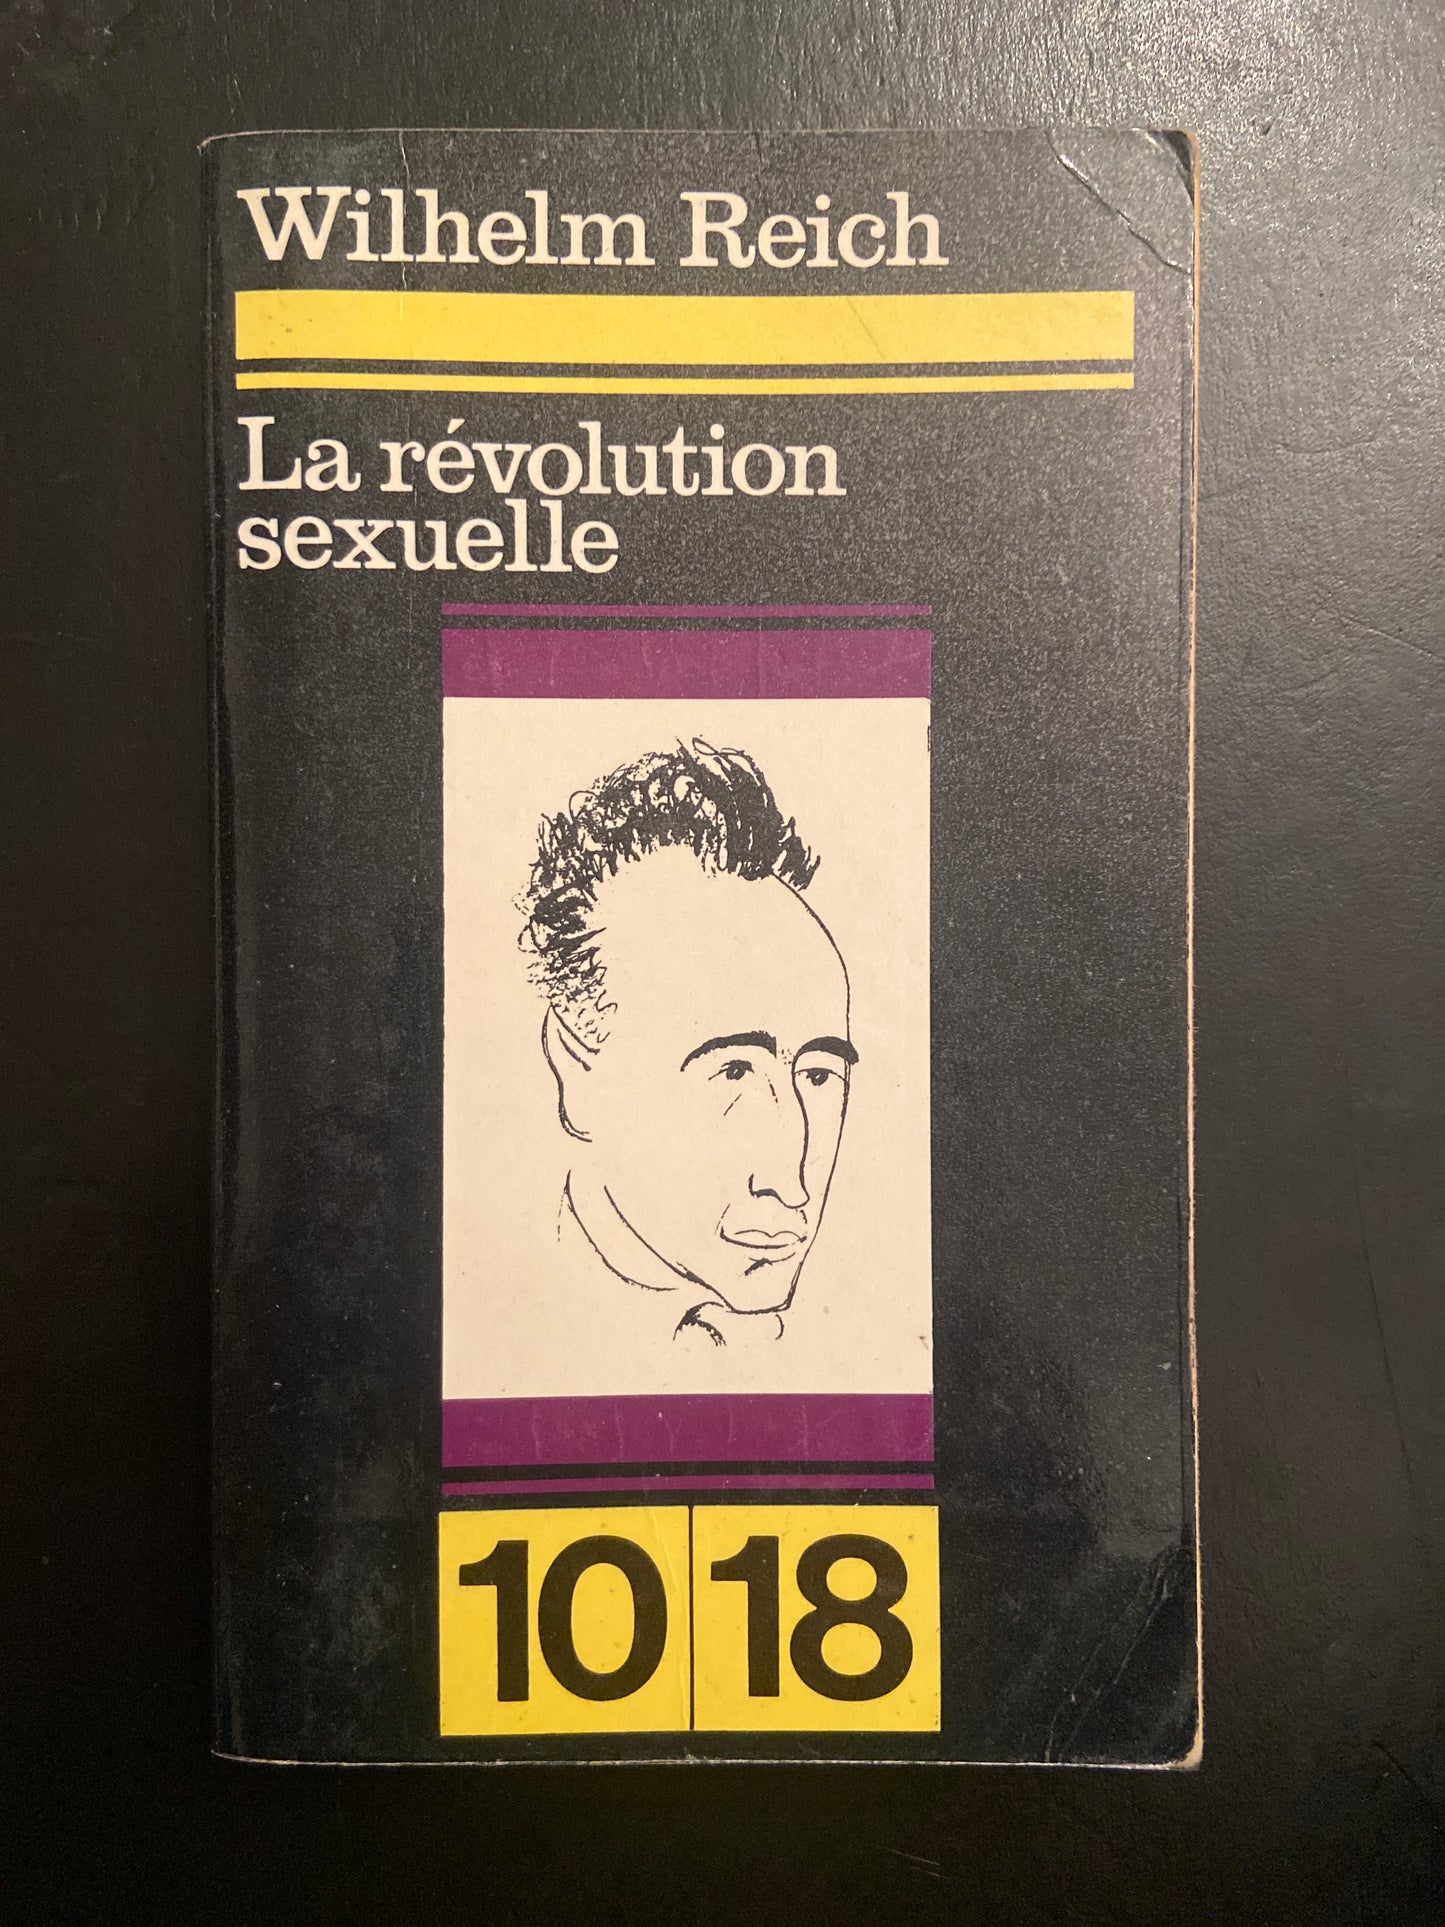 Wilhelm Reich
La révolution
sexuelle
10 18